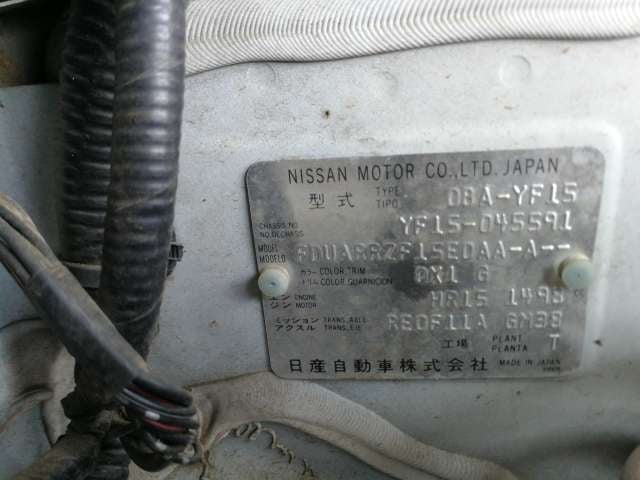 NISSAN MOTOR CO.,LTD. JAPAN
型式 TYPE TIPO DBA-YF15
CHASSIS NO. YF15-045591
NO.DECHASS
MODEL MODELO FDUARRZF15EDAA-A--
カラー COLOR,TRIM QX1 G
トリム COLOR,GUARNICION
エンジン ENGINE MOTOR HR15 1498 cc
ミッション TRANS., AXLE RE0F11A GM38
アクスル TRANS., EJE
工場 PLANT PLANTA T
日産自動車株式会社 MADE IN JAPAN